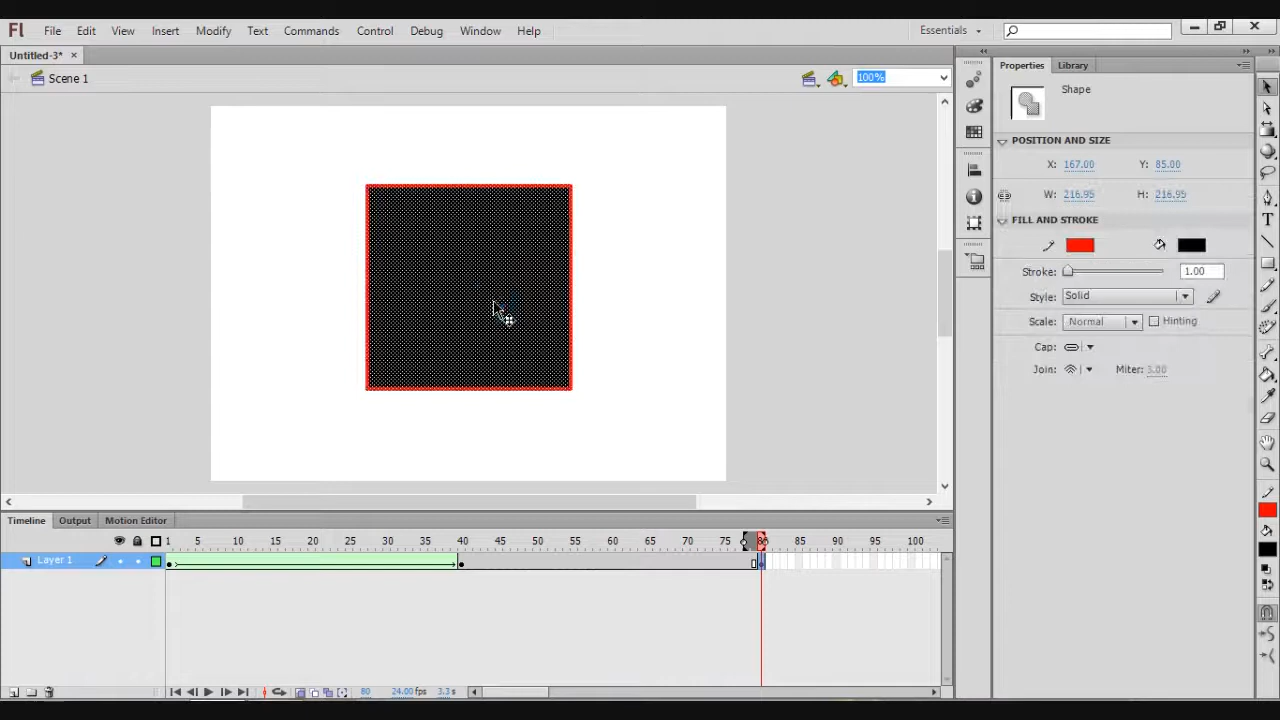 Fl File Edit View Insert Modify Text Commands Control Debug Window Help Essentials
Untitled-3* ×
Scene 1 100%
Properties Library
Shape
POSITION AND SIZE
X: 167.00 Y: 85.00
W: 216.95 H: 216.95
FILL AND STROKE
Stroke: 1.00
Style: Solid
Scale: Normal Hinting
Cap:
Join: Miter: 3.00
Timeline Output Motion Editor
1 5 10 15 20 25 30 35 40 45 50 55 60 65 70 75 80 85 90 95 100
Layer 1
80 24.00 fps 3.3 s